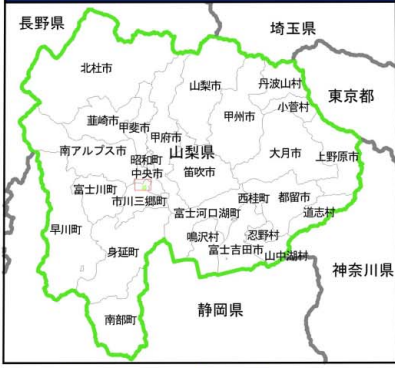 長野県
埼玉県
北杜市
山梨市
丹波山村
小菅村
東京都
甲州市
韮崎市
甲斐市
甲府市
南アルプス市
昭和町
山梨県
大月市
上野原市
中央市
笛吹市
富士川町
市川三郷町
西桂町
都留市
富士河口湖町
道志村
早川町
鳴沢村
忍野村
身延町
富士吉田市
山中湖村
神奈川県
静岡県
南部町